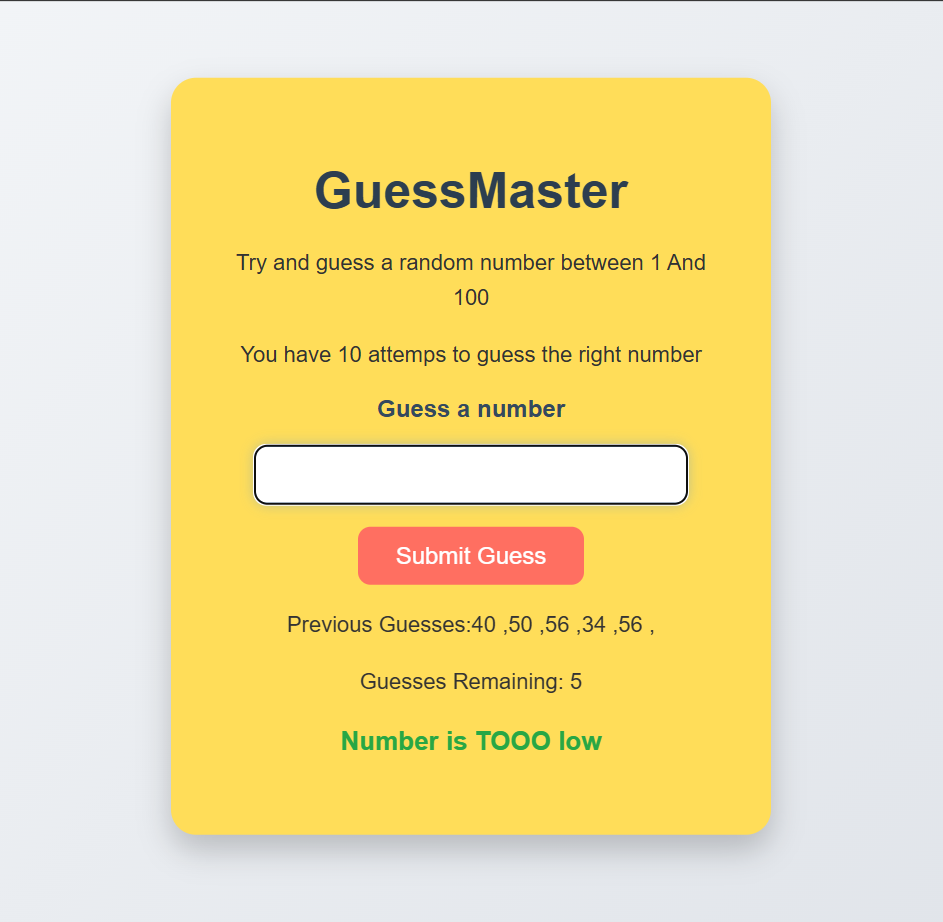 GuessMaster
Try and guess a random number between 1 And
100
You have 10 attemps to guess the right number
Guess a number
Submit Guess
Previous Guesses:40 ,50 ,56 ,34 ,56 ,
Guesses Remaining: 5
Number is TOOO low